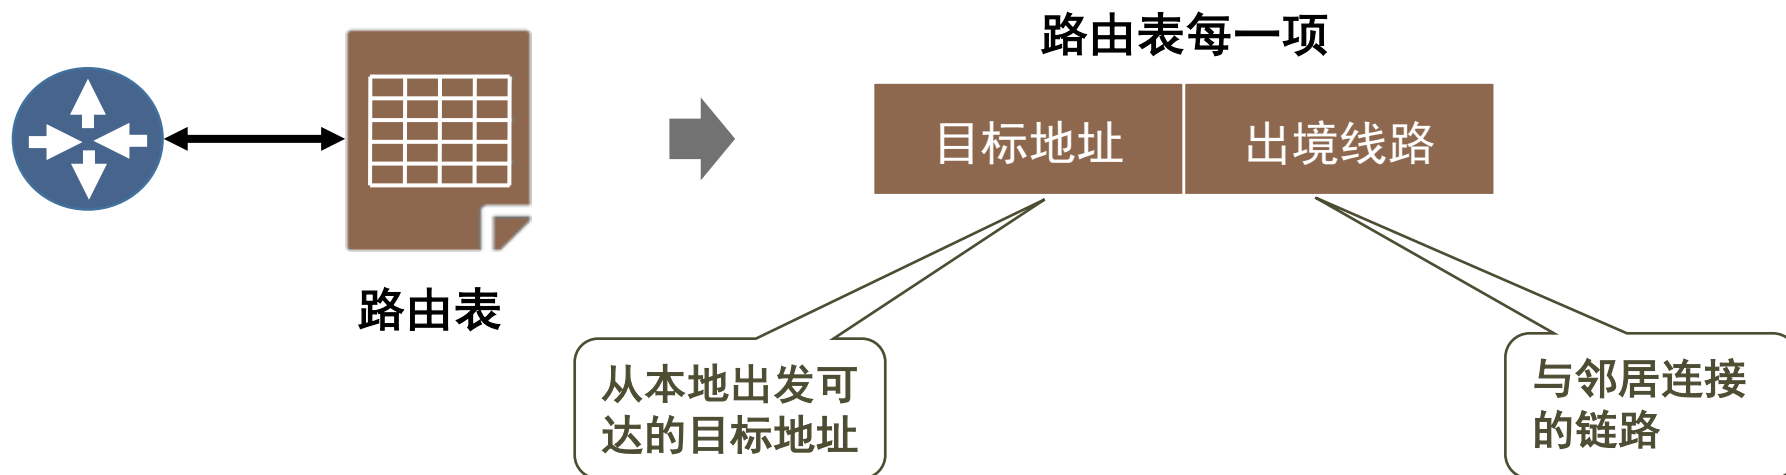 路由表每一项
目标地址
出境线路
路由表
从本地出发可
达的目标地址
与邻居连接
的链路